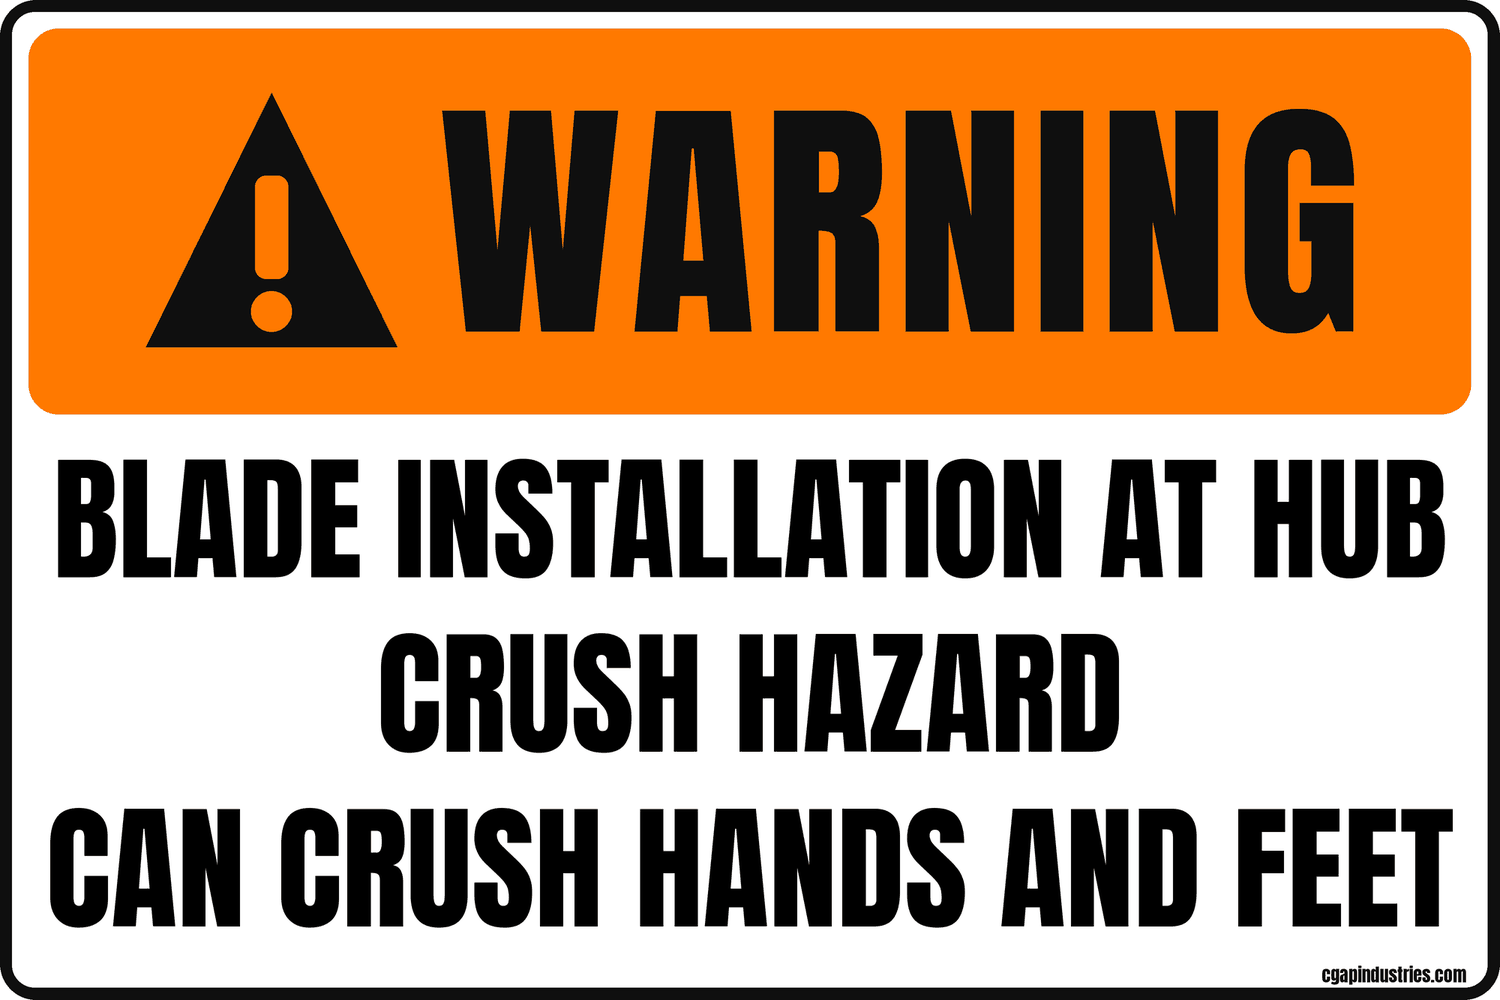 WARNING
BLADE INSTALLATION AT HUB
CRUSH HAZARD
CAN CRUSH HANDS AND FEET
cgapindustries.com